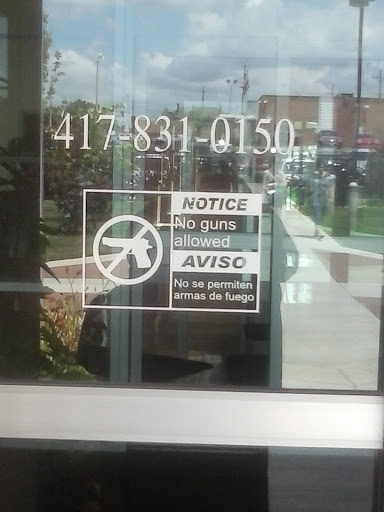 417-831-0150
NOTICE
No guns
allowed
AVISO
No se permiten
armas de fuego